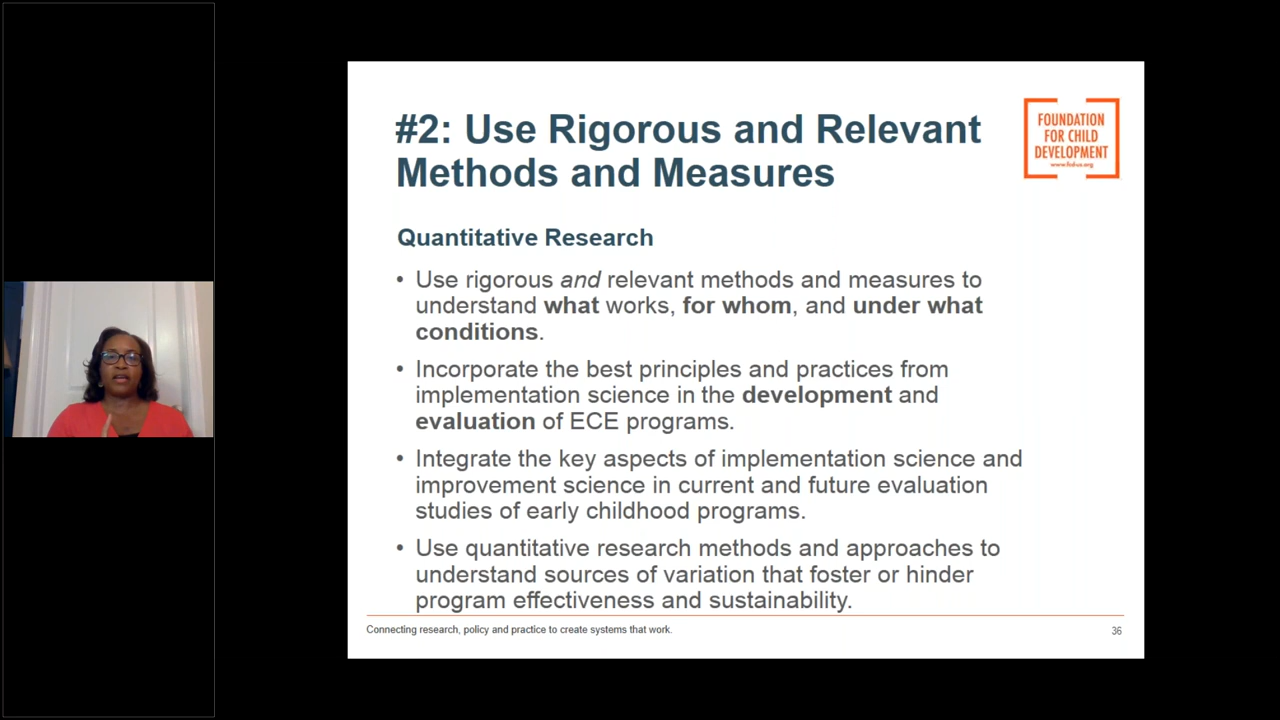 #2: Use Rigorous and Relevant
Methods and Measures
FOUNDATION
FOR CHILD
DEVELOPMENT
Quantitative Research
• Use rigorous and relevant methods and measures to
understand what works, for whom, and under what
conditions.
• Incorporate the best principles and practices from
implementation science in the development and
evaluation of ECE programs.
• Integrate the key aspects of implementation science and
improvement science in current and future evaluation
studies of early childhood programs.
• Use quantitative research methods and approaches to
understand sources of variation that foster or hinder
program effectiveness and sustainability.
Connecting research, policy and practice to create systems that work.
36